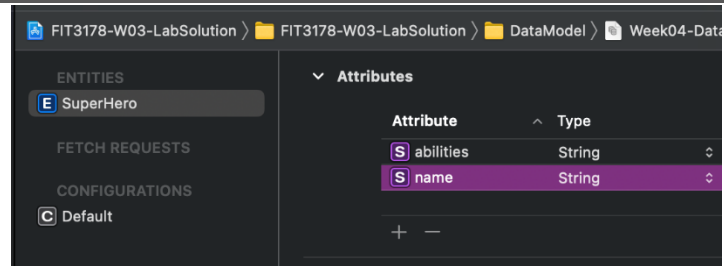 FIT3178-W03-LabSolution 〉 FIT3178-W03-LabSolution 〉 DataModel 〉 Week04-Data
ENTITIES
E SuperHero
FETCH REQUESTS
CONFIGURATIONS
C Default
Attributes
Attribute Type
S abilities String
S name String
+ −